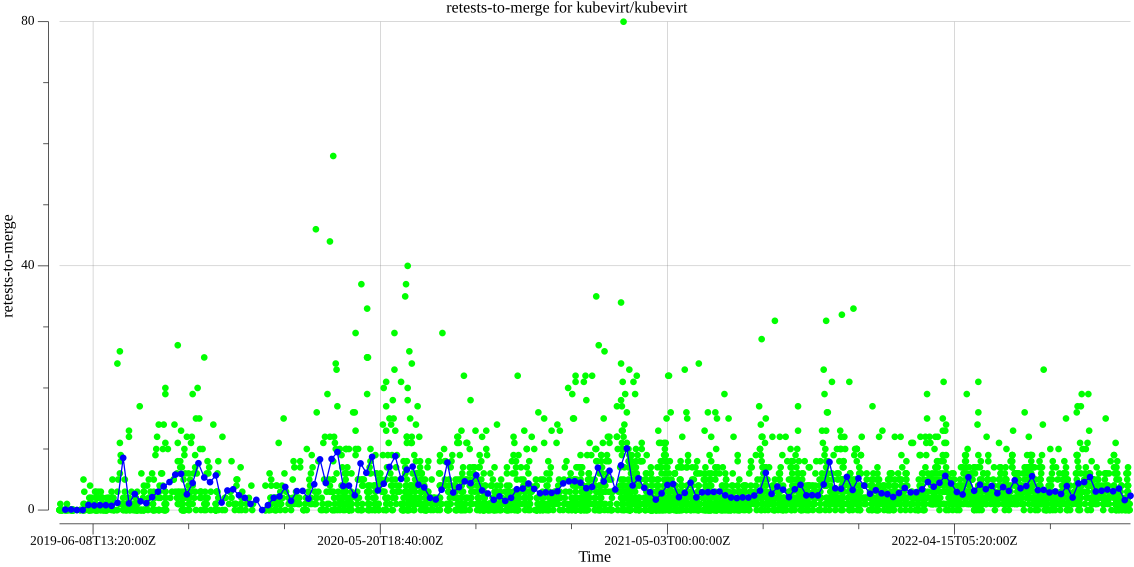 retests-to-merge for kubevirt/kubevirt
80
40
0
retests-to-merge
2019-06-08T13:20:00Z
2020-05-20T18:40:00Z
2021-05-03T00:00:00Z
2022-04-15T05:20:00Z
Time